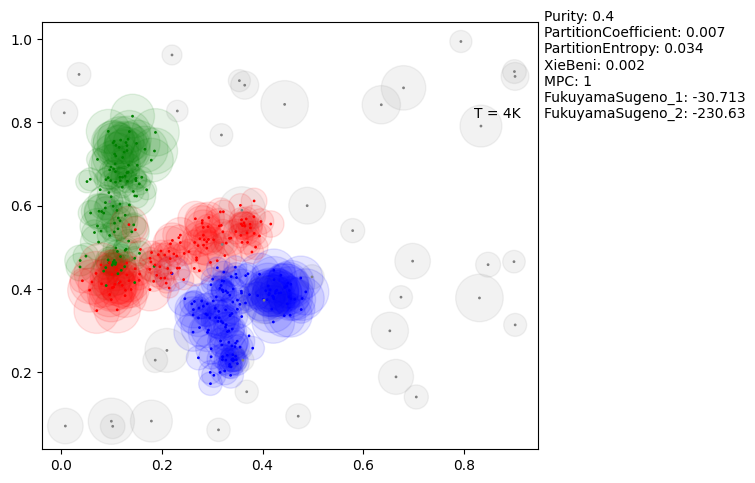 Purity: 0.4
PartitionCoefficient: 0.007
PartitionEntropy: 0.034
XieBeni: 0.002
MPC: 1
FukuyamaSugeno_1: -30.713
FukuyamaSugeno_2: -230.63
T = 4K
1.0
0.8
0.6
0.4
0.2
0.0 0.2 0.4 0.6 0.8